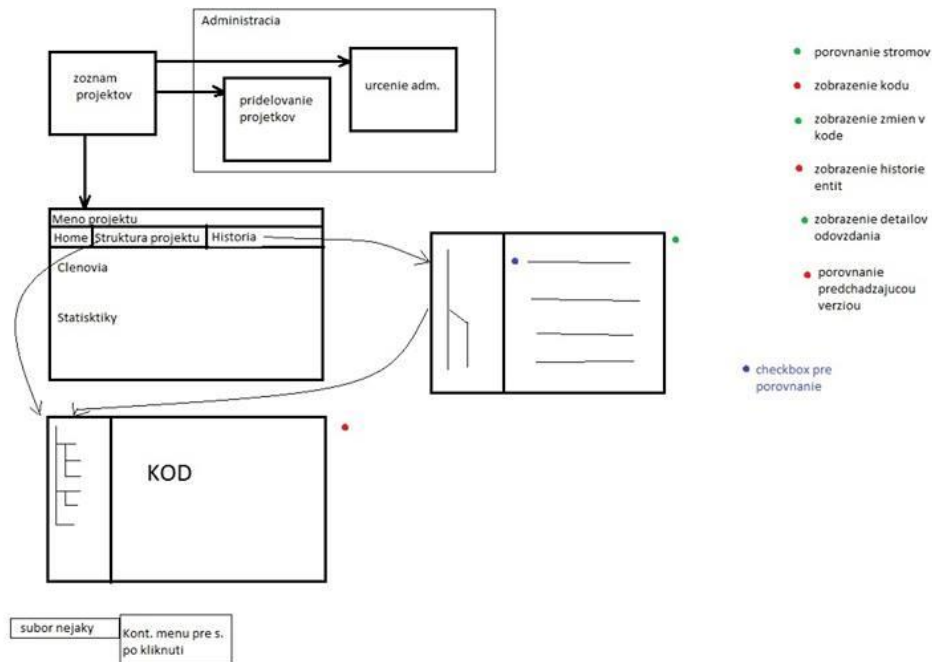 Administracia
zoznam
projektov
urcenie adm.
pridelovanie
projetkov
Meno projektu
Home
Struktura projektu
Historia
Clenovia
Statisktiky
KOD
subor nejaky
Kont. menu pre s.
po kliknuti
porovnanie stromov
zobrazenie kodu
zobrazenie zmien v
kode
zobrazenie historie
entit
zobrazenie detailov
odovzdania
porovnanie
predchadzajucou
verziou
checkbox pre
porovnanie